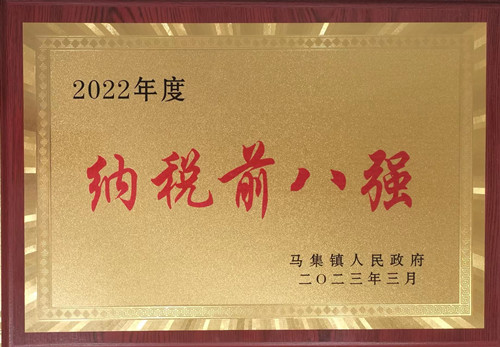 2022年度
纳税前八强
马集镇人民政府
二〇二三年三月